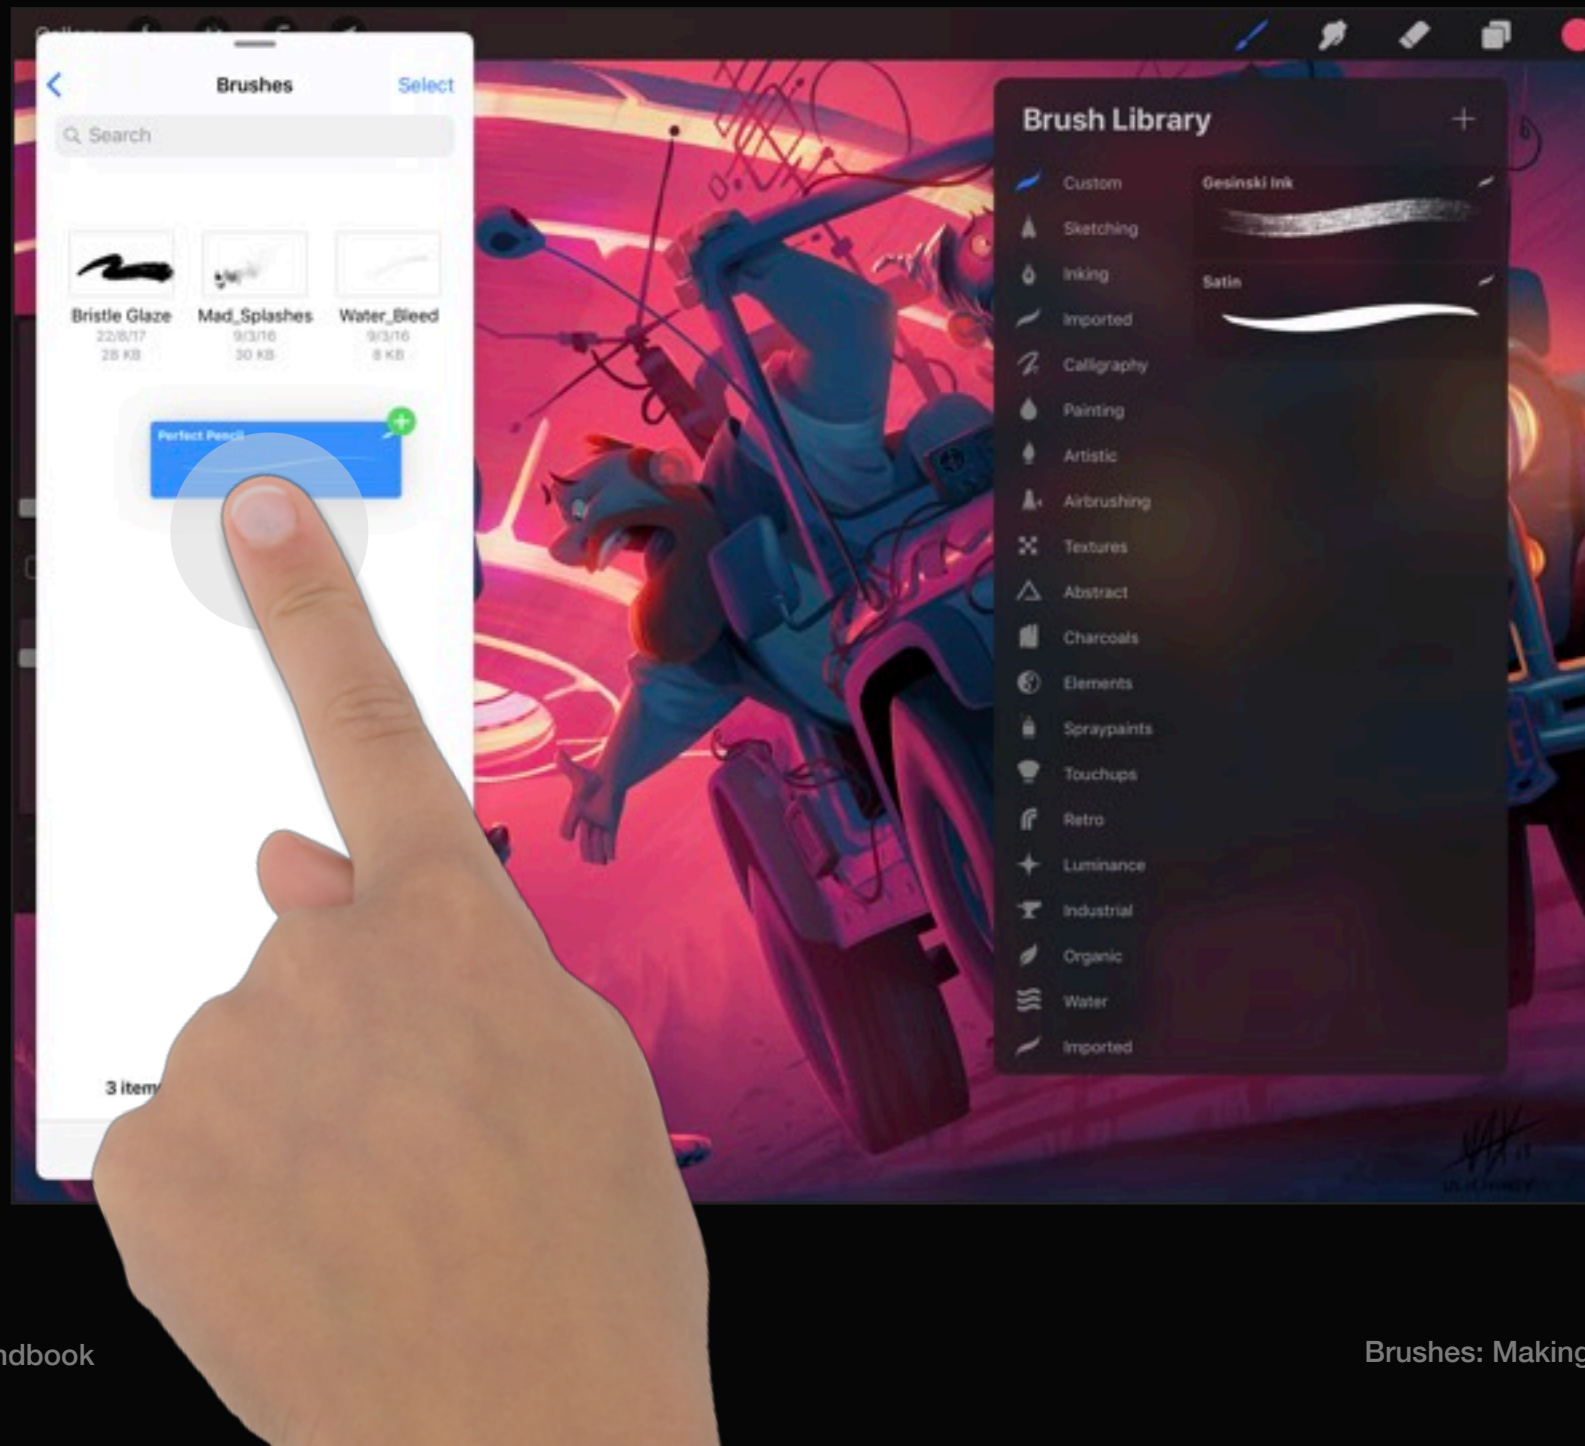 Brushes
Select
Search
Bristle Glaze
22/8/17
28 KB
Mad_Splashes
9/3/16
30 KB
Water_Bleed
9/3/16
8 KB
Perfect Pencil
3 item
Brush Library
Custom
Sketching
Inking
Imported
Calligraphy
Painting
Artistic
Airbrushing
Textures
Abstract
Charcoals
Elements
Spraypaints
Touchups
Retro
Luminance
Industrial
Organic
Water
Imported
Gesinski Ink
Satin
ndbook
Brushes: Making